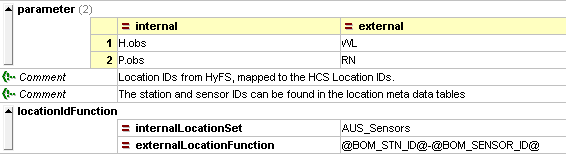 parameter (2)
= internal = external
1 H.obs WL
2 P.obs RN
Comment Location IDs from HyFS, mapped to the HCS Location IDs.
Comment The station and sensor IDs can be found in the location meta data tables
locationIdFunction
= internalLocationSet AUS_Sensors
= externalLocationFunction @BOM_STN_ID@-@BOM_SENSOR_ID@